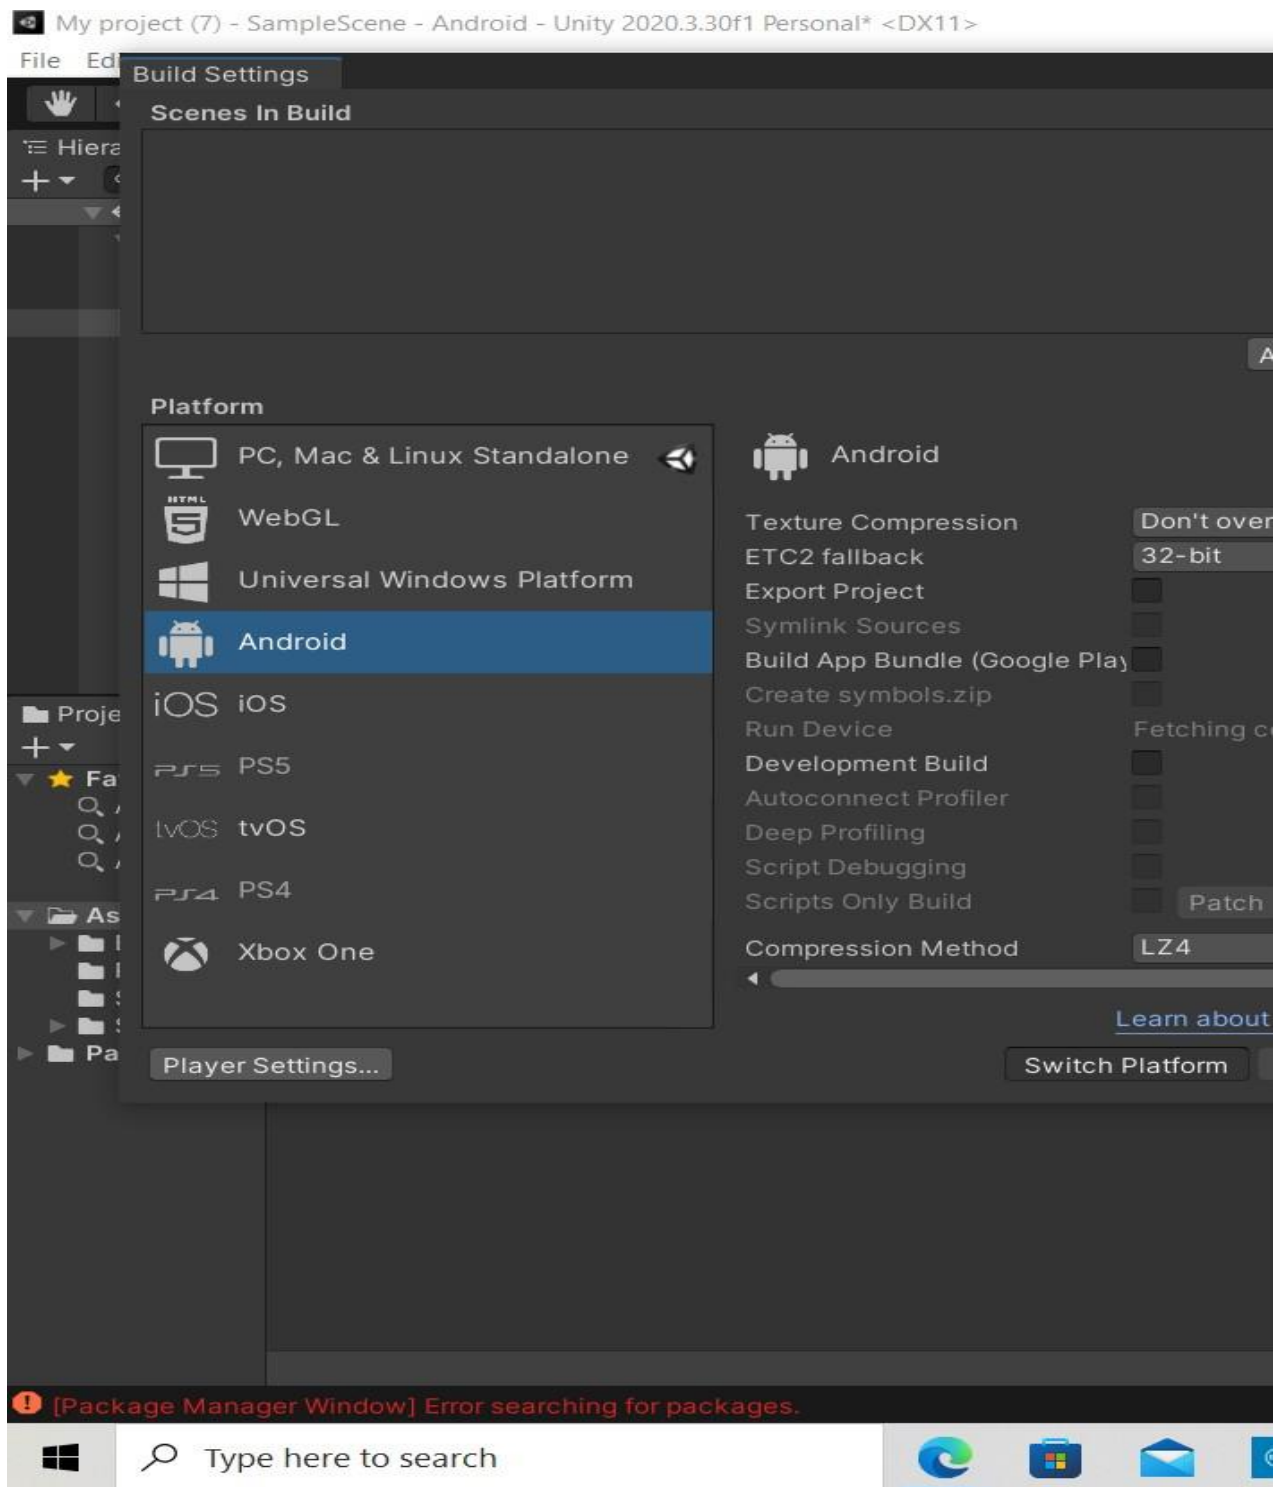 My project (7) - SampleScene - Android - Unity 2020.3.30f1 Personal* <DX11>
File Ed
Build Settings
Scenes In Build
Hiera
A
Platform
PC, Mac & Linux Standalone
Android
HTML
WebGL
Texture Compression Don't over
ETC2 fallback 32-bit
Universal Windows Platform
Export Project
Symlink Sources
Android
Build App Bundle (Google Play
Create symbols.zip
iOS iOS
Proje
Run Device Fetching c
PS5 PS5
Development Build
Fa
Autoconnect Profiler
tvOS tvOS
Deep Profiling
Script Debugging
PS4 PS4
Scripts Only Build Patch
As
Xbox One
Compression Method LZ4
Learn about
Pa
Player Settings...
Switch Platform
[Package Manager Window] Error searching for packages.
Type here to search